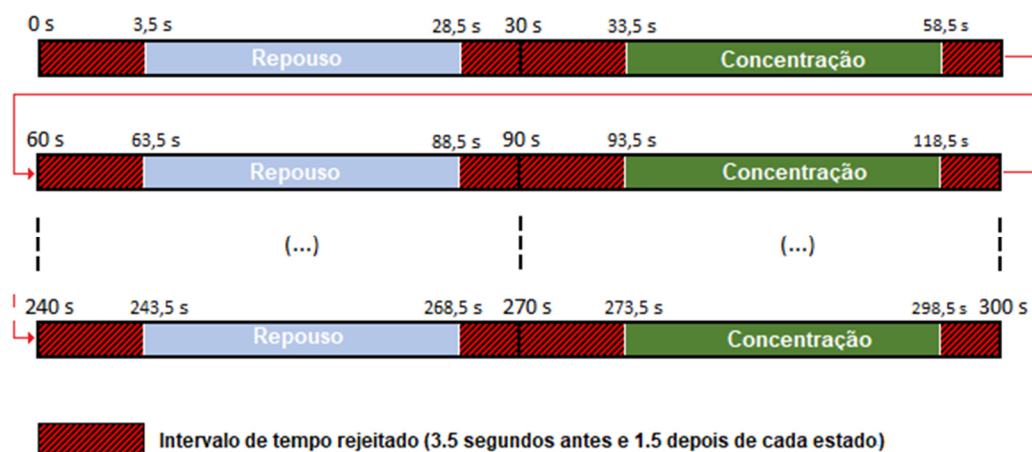 0 s 3,5 s 28,5 s 30 s 33,5 s 58,5 s
Repouso Concentração
60 s 63,5 s 88,5 s 90 s 93,5 s 118,5 s
Repouso Concentração
(...) (...)
240 s 243,5 s 268,5 s 270 s 273,5 s 298,5 s 300 s
Repouso Concentração
Intervalo de tempo rejeitado (3.5 segundos antes e 1.5 depois de cada estado)